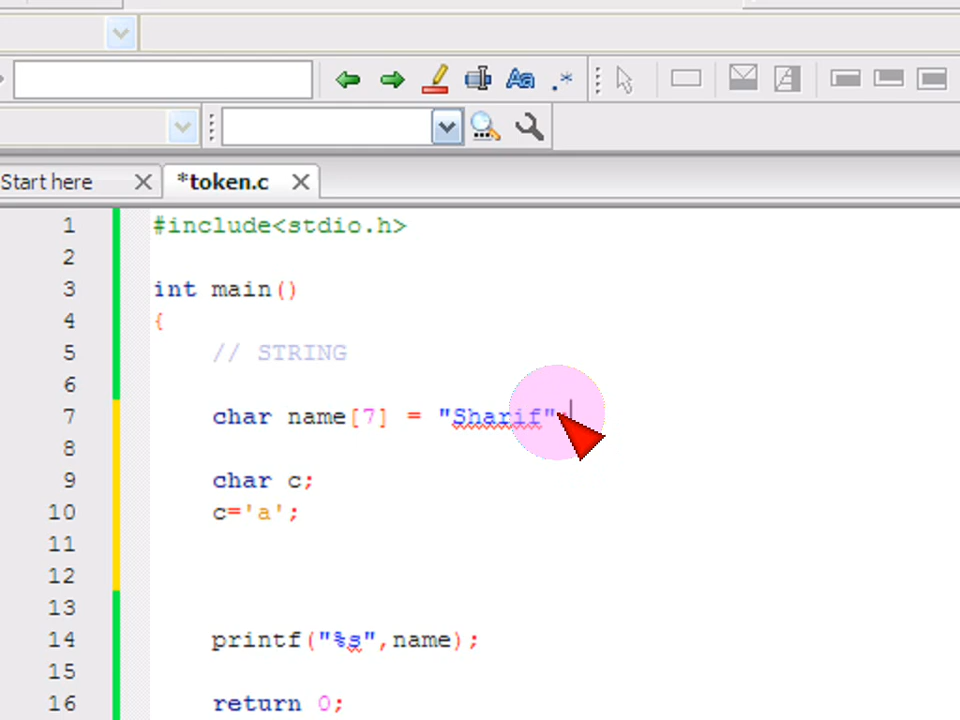 Start here
*token.c
1 #include<stdio.h>
2
3 int main()
4 {
5 // STRING
6
7 char name[7] = "Sharif"
8
9 char c;
10 c='a';
11
12
13
14 printf("%s",name);
15
16 return 0;